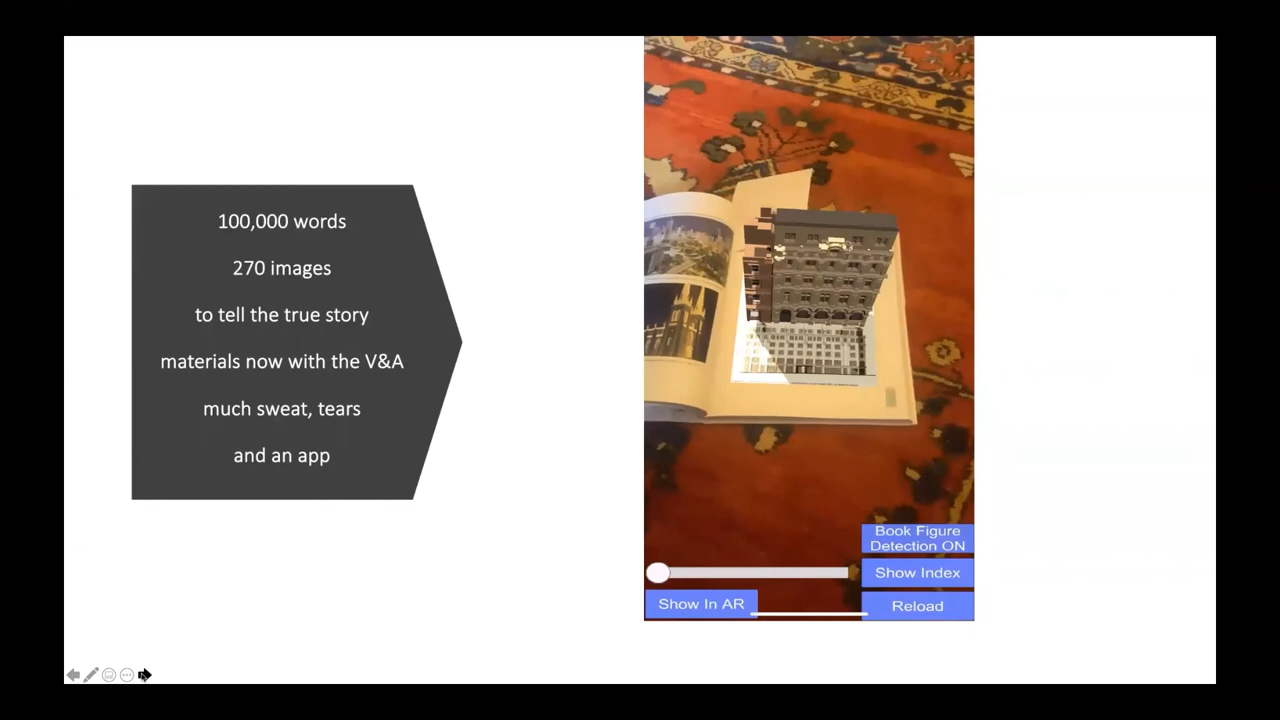 100,000 words
270 images
to tell the true story
materials now with the V&A
much sweat, tears
and an app
Book Figure
Detection ON
Show Index
Show In AR
Reload